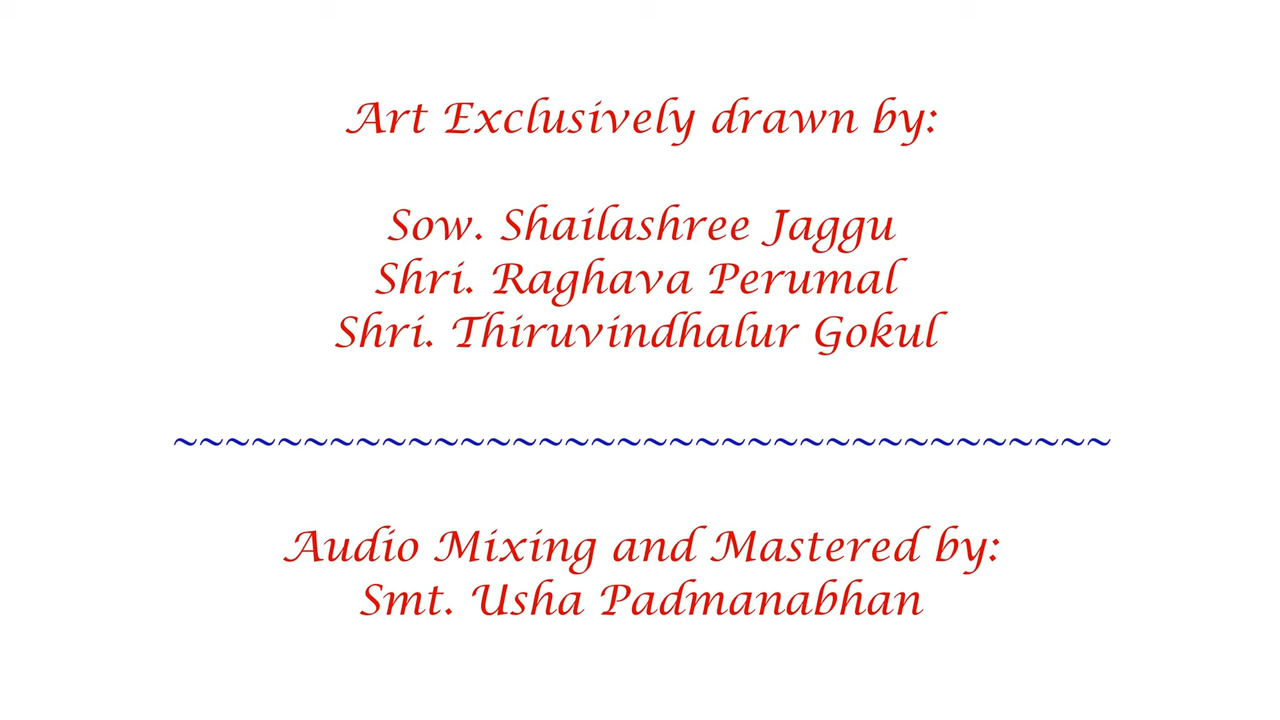 Art Exclusively drawn by:
Sow. Shailashree Jaggu
Shri. Raghava Perumal
Shri. Thiruvindhalur Gokul
~~~~~~~~~~~~~~~~~~~~~~~~~~~~~~~~~~~~
Audio Mixing and Mastered by:
Smt. Usha Padmanabhan